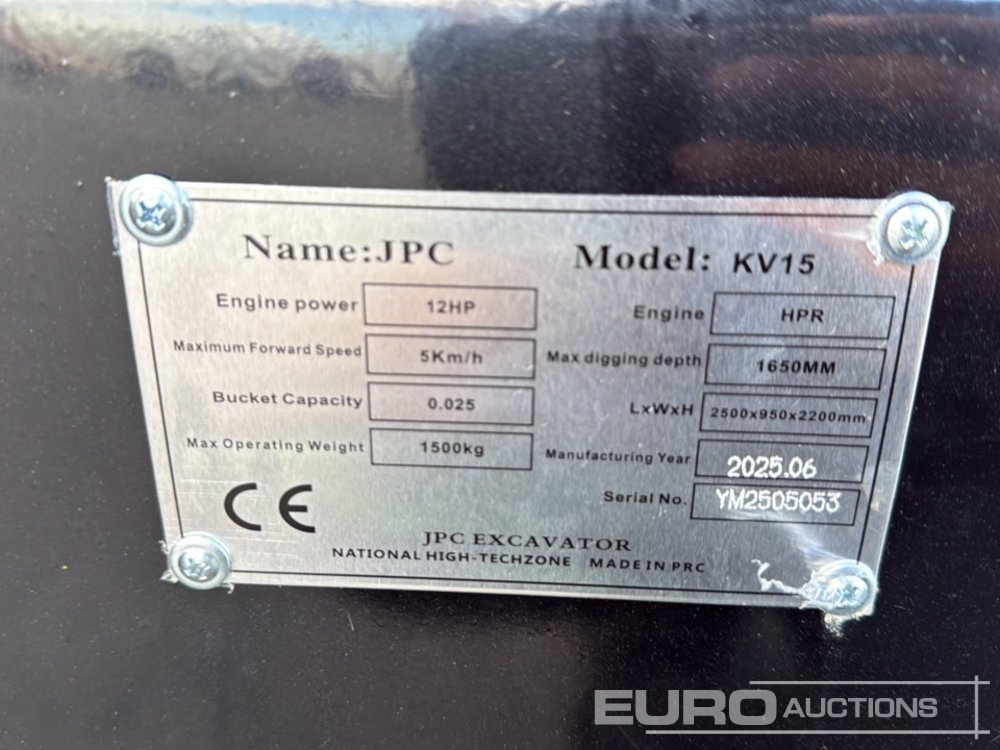 Name:JPC Model: KV15
Engine power 12HP Engine HPR
Maximum Forward Speed 5Km/h Max digging depth 1650MM
Bucket Capacity 0.025 LxWxH 2500x950x2200mm
Max Operating Weight 1500kg Manufacturing Year 2025.06
Serial No. YM2505053
CE
JPC EXCAVATOR
NATIONAL HIGH-TECHZONE MADE IN PRC
EURO AUCTIONS